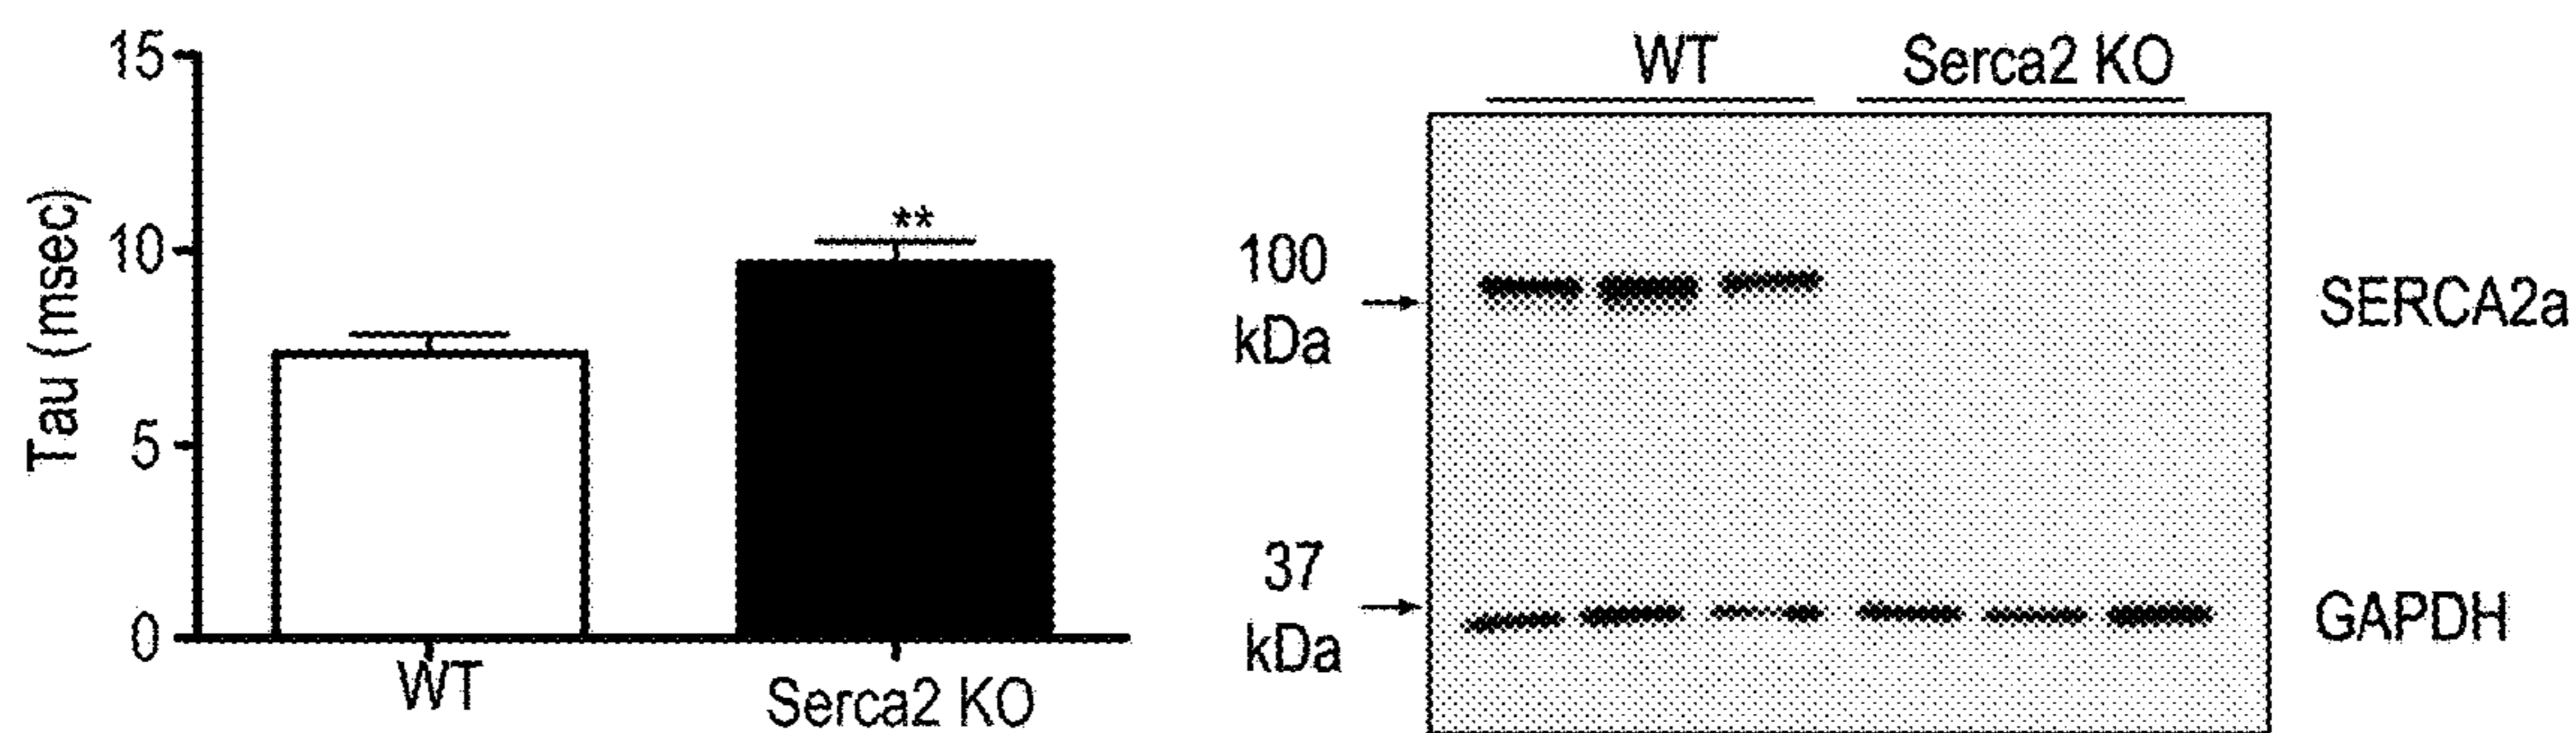 15
10
5
0
Tau (msec)
**
WT
Serca2 KO
WT
Serca2 KO
100
kDa
37
kDa
SERCA2a
GAPDH